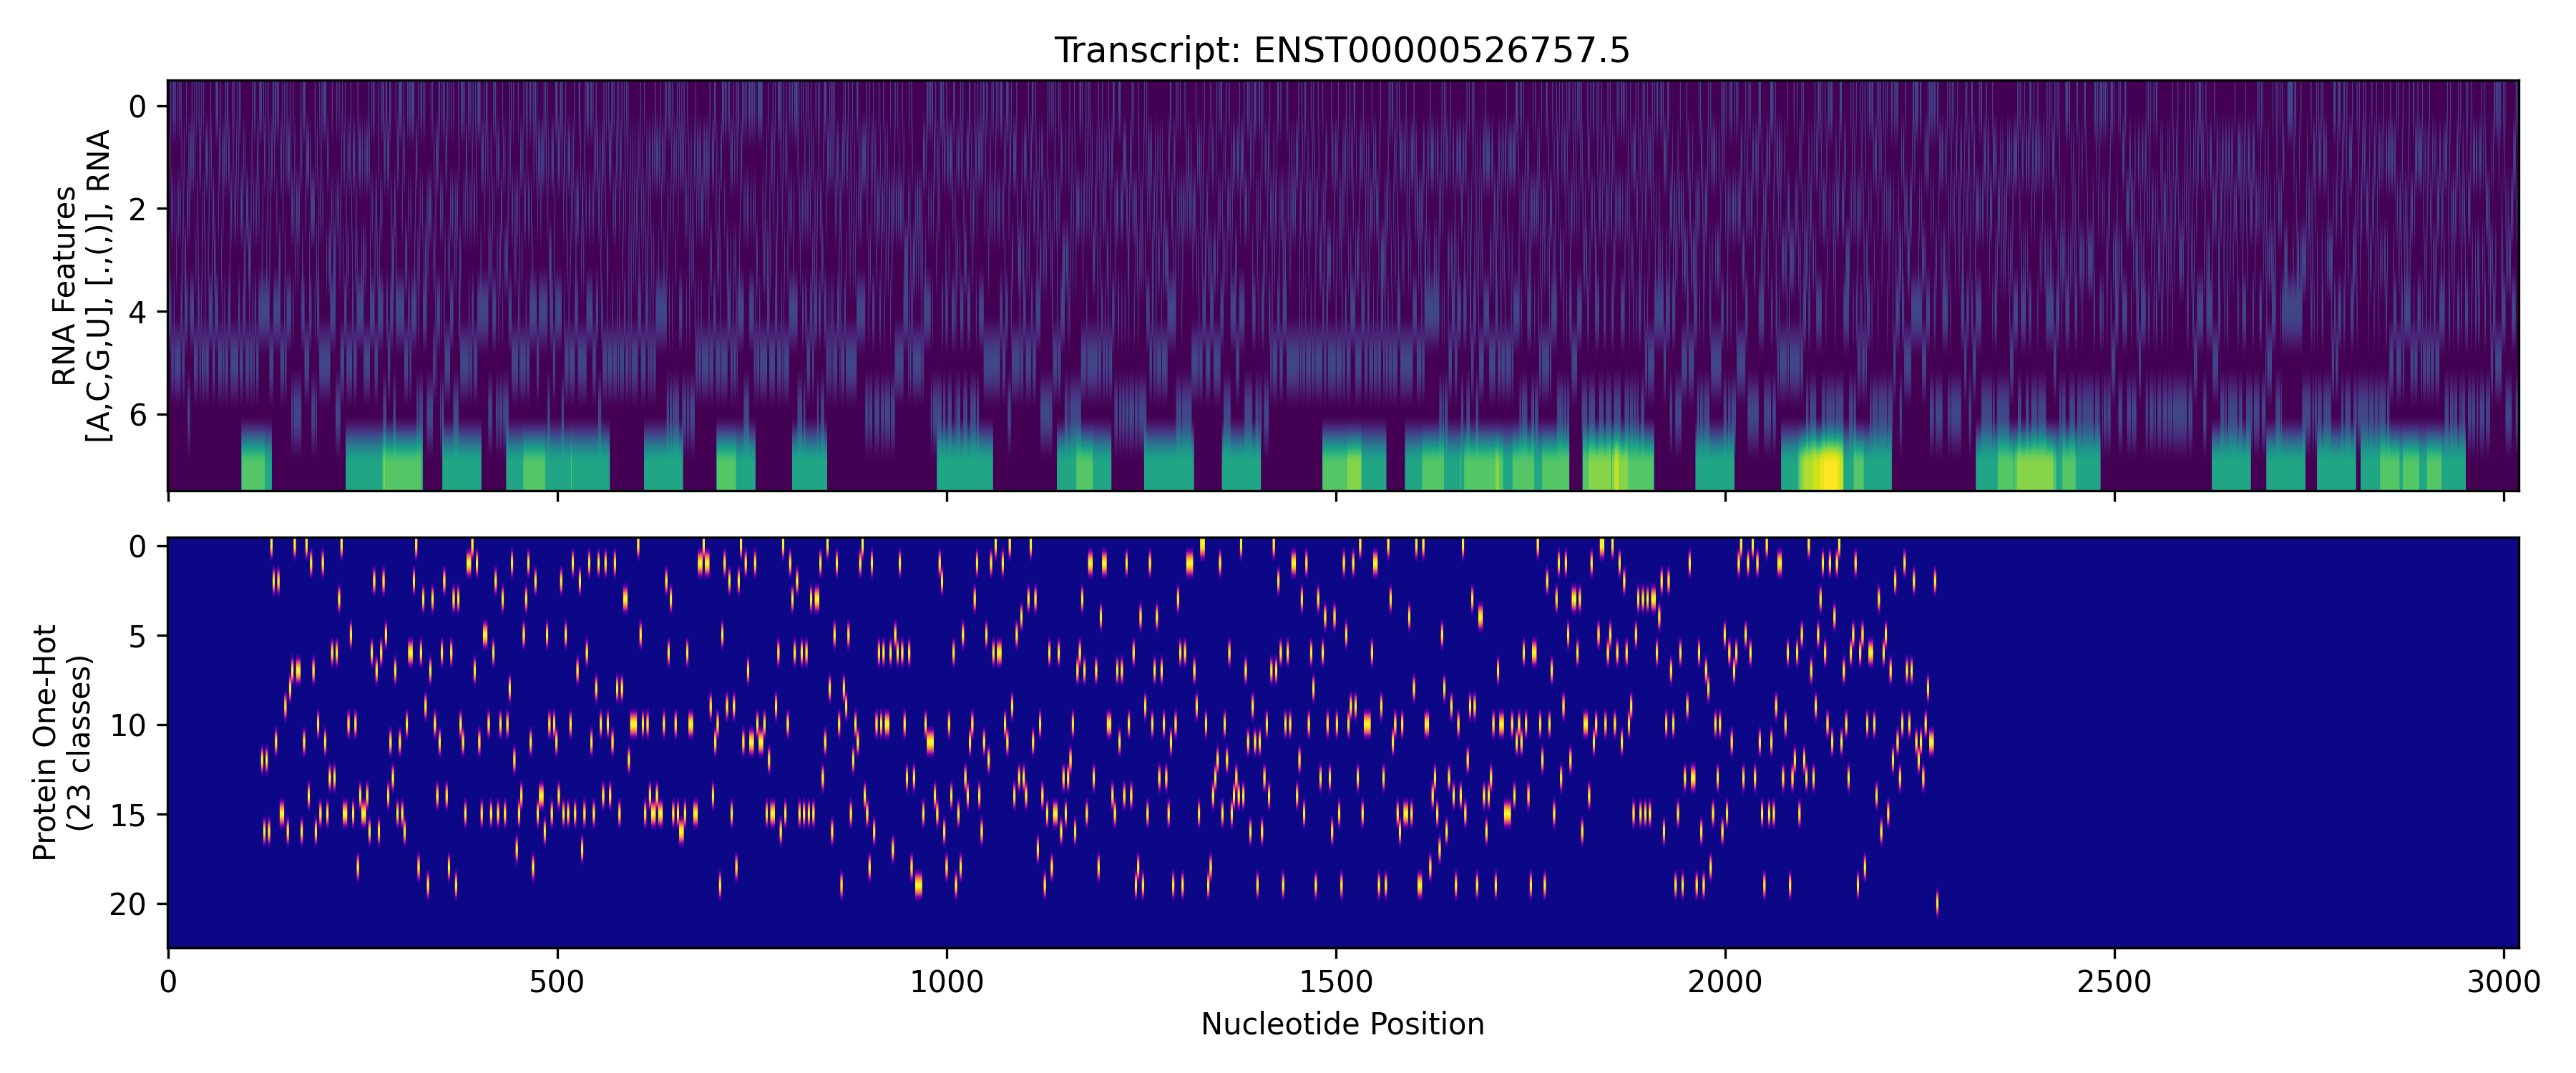 Transcript: ENST00000526757.5
RNA Features
[A,C,G,U], [.,(,)], RNA
0
2
4
6
Protein One-Hot
(23 classes)
0
5
10
15
20
0 500 1000 1500 2000 2500 3000
Nucleotide Position